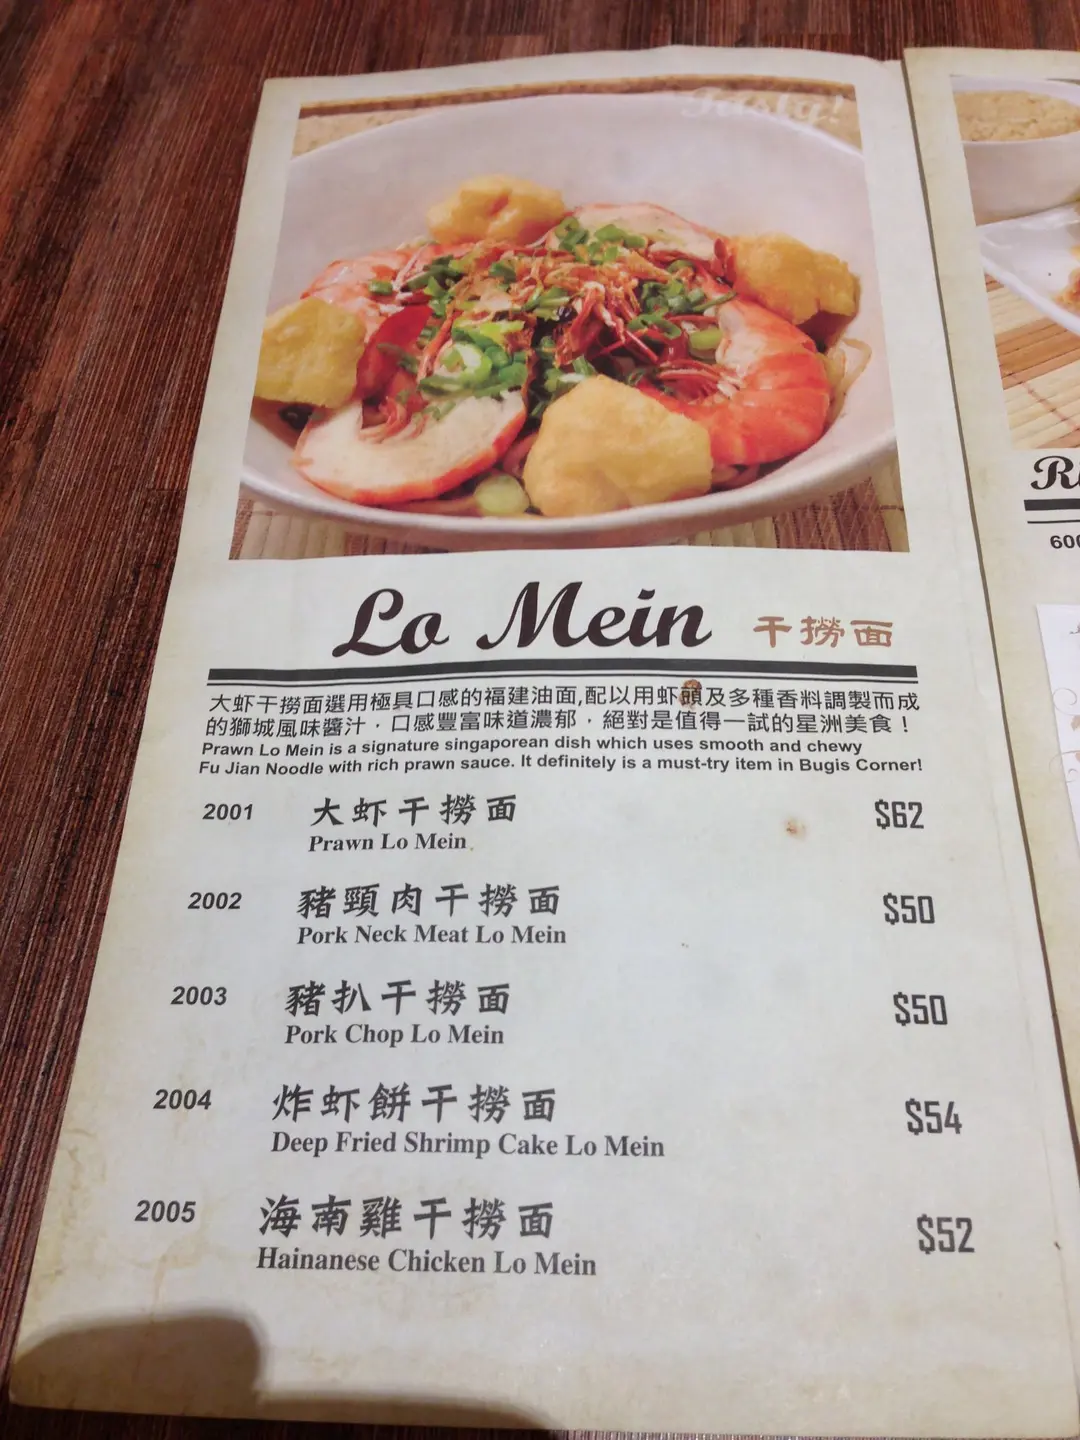 Tasty!
Lo Mein 干撈面
大虾干撈面選用極具口感的福建油面,配以用虾頭及多種香料調製而成
的獅城風味醬汁，口感豐富味道濃郁，絕對是值得一試的星洲美食！
Prawn Lo Mein is a signature singaporean dish which uses smooth and chewy
Fu Jian Noodle with rich prawn sauce. It definitely is a must-try item in Bugis Corner!
2001 大虾干撈面 $62
Prawn Lo Mein
2002 豬頸肉干撈面 $50
Pork Neck Meat Lo Mein
2003 豬扒干撈面 $50
Pork Chop Lo Mein
2004 炸虾餅干撈面 $54
Deep Fried Shrimp Cake Lo Mein
2005 海南雞干撈面 $52
Hainanese Chicken Lo Mein